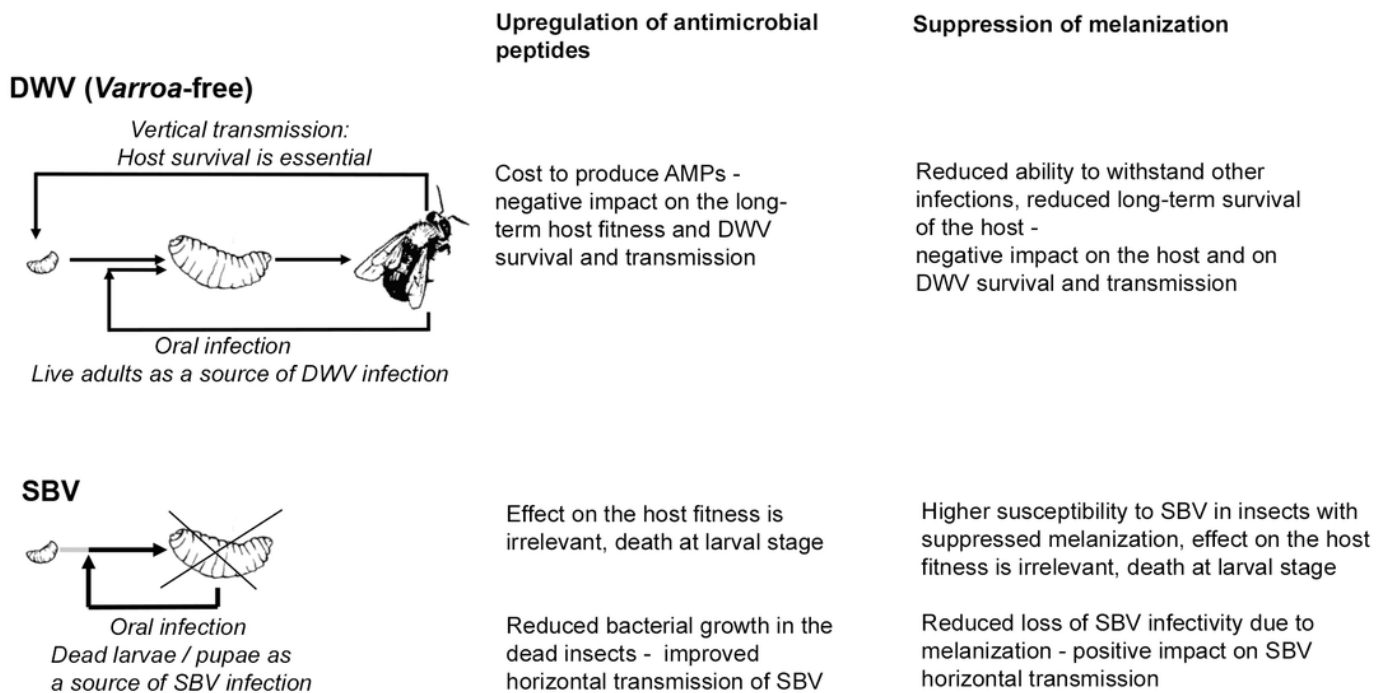 Upregulation of antimicrobial
peptides
Suppression of melanization
DWV (Varroa-free)
Vertical transmission:
Host survival is essential
Oral infection
Live adults as a source of DWV infection
Cost to produce AMPs -
negative impact on the long-
term host fitness and DWV
survival and transmission
Reduced ability to withstand other
infections, reduced long-term survival
of the host -
negative impact on the host and on
DWV survival and transmission
SBV
Oral infection
Dead larvae / pupae as
a source of SBV infection
Effect on the host fitness is
irrelevant, death at larval stage
Reduced bacterial growth in the
dead insects - improved
horizontal transmission of SBV
Higher susceptibility to SBV in insects with
suppressed melanization, effect on the host
fitness is irrelevant, death at larval stage
Reduced loss of SBV infectivity due to
melanization - positive impact on SBV
horizontal transmission